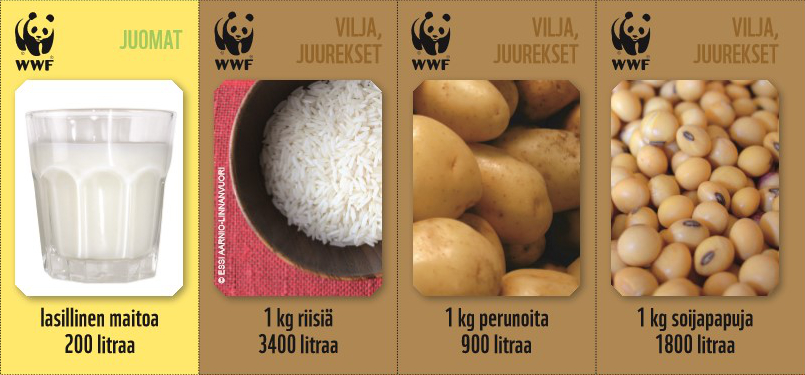 WWF
JUOMAT
lasillinen maitoa
200 litraa
WWF
VILJA,
JUUREKSET
© ESSI AARNIO-LINNANVUORI
1 kg riisiä
3400 litraa
WWF
VILJA,
JUUREKSET
1 kg perunoita
900 litraa
WWF
VILJA,
JUUREKSET
1 kg soijapapuja
1800 litraa